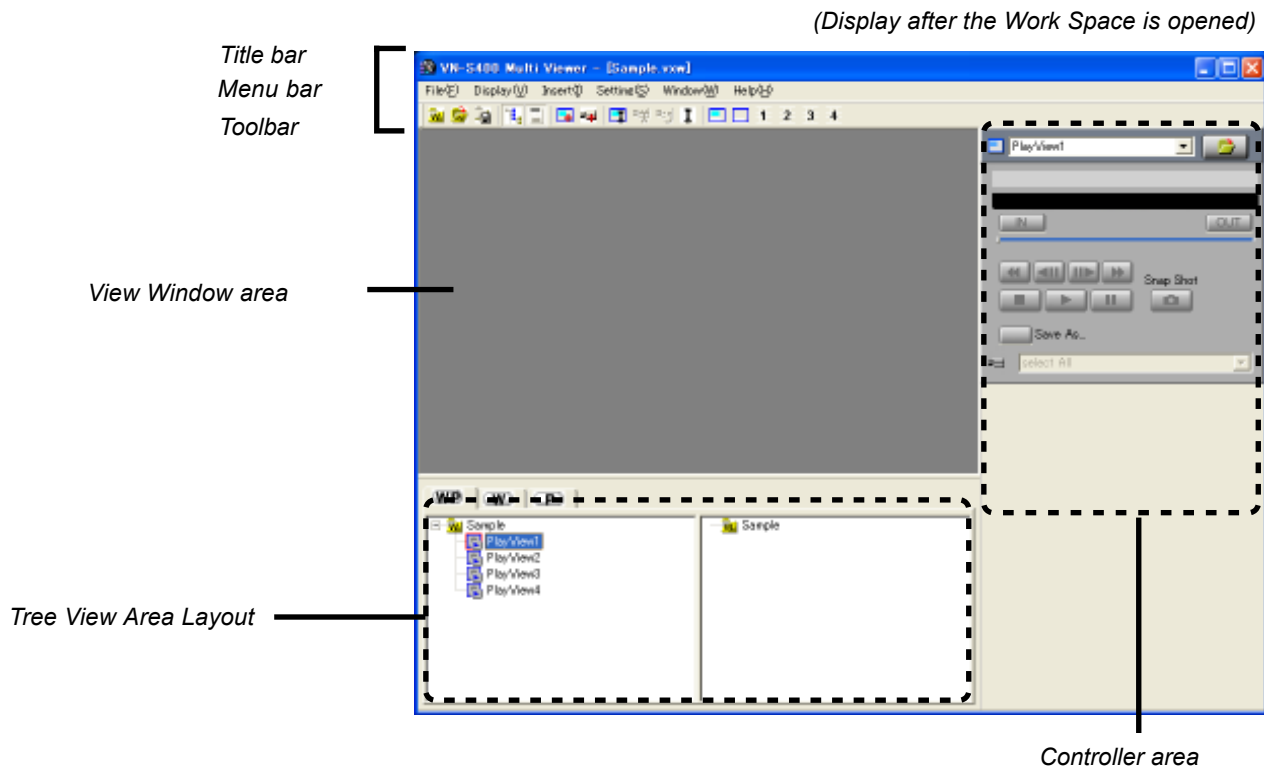 (Display after the Work Space is opened)
Title bar
VN-S400 Multi Viewer - [Sample.vxw]
Menu bar
File(F) Display(V) Insert(I) Setting(S) Window(W) Help(H)
Toolbar
1 2 3 4
PlayView1
IN OUT
View Window area
Snap Shot
Save As..
select All
W-P W P
Sample
PlayView1
PlayView2
PlayView3
PlayView4
Sample
Tree View Area Layout
Controller area